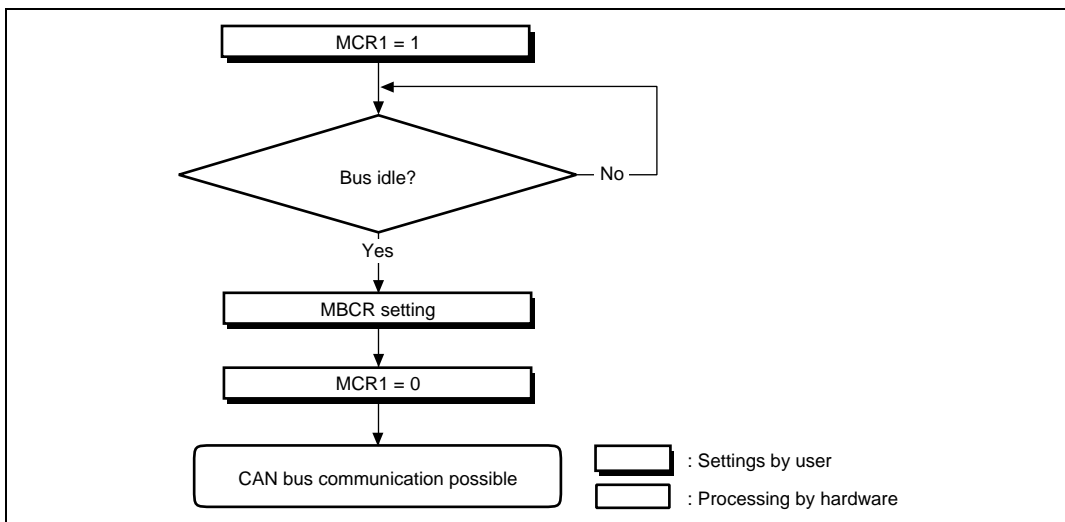 MCR1 = 1
Bus idle?
No
Yes
MBCR setting
MCR1 = 0
CAN bus communication possible
: Settings by user
: Processing by hardware